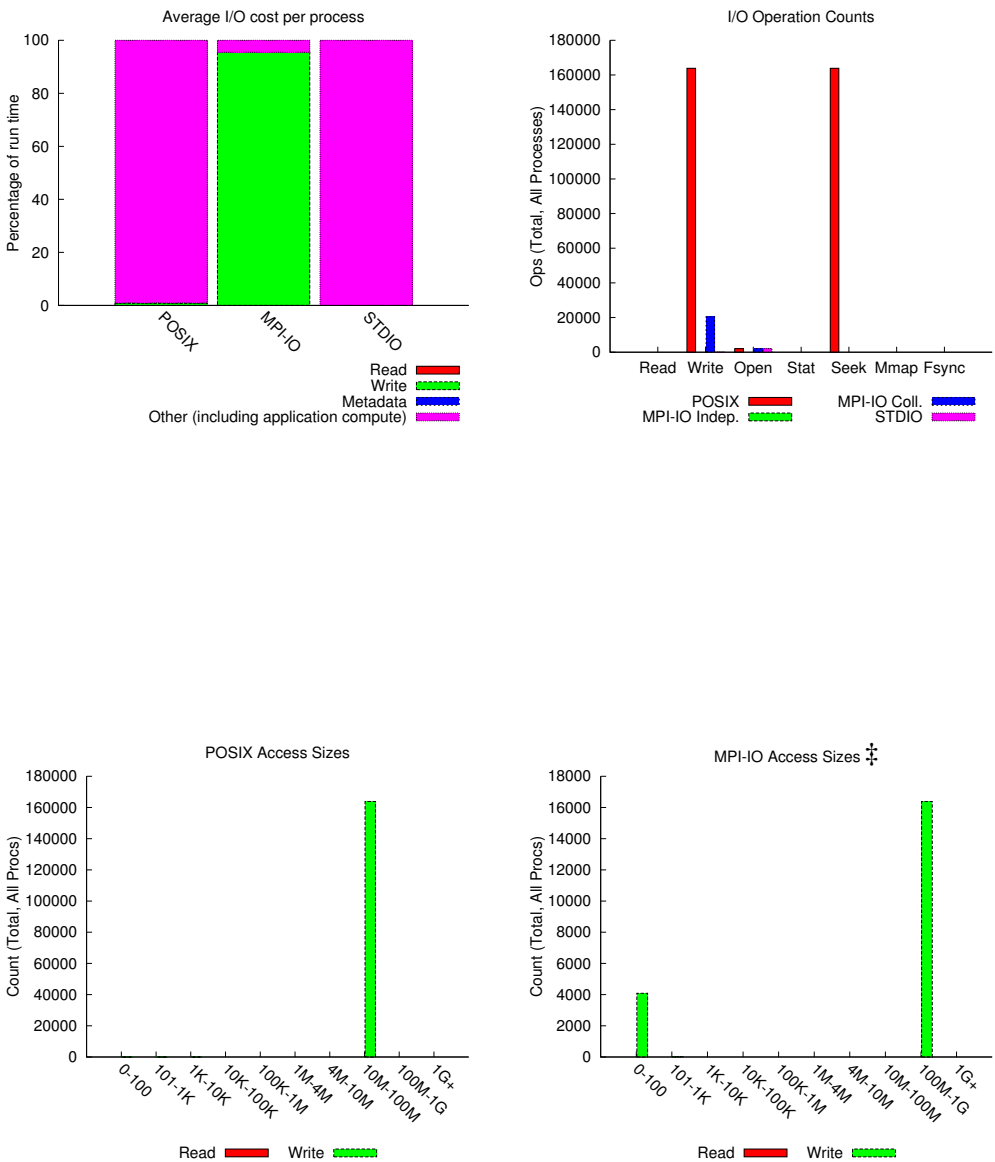 Average I/O cost per process
Percentage of run time
100
80
60
40
20
0
POSIX
MPI-IO
STDIO
Read
Write
Metadata
Other (including application compute)
I/O Operation Counts
Ops (Total, All Processes)
180000
160000
140000
120000
100000
80000
60000
40000
20000
0
Read Write Open Stat Seek Mmap Fsync
POSIX MPI-IO Coll.
MPI-IO Indep. STDIO
POSIX Access Sizes
Count (Total, All Procs)
180000
160000
140000
120000
100000
80000
60000
40000
20000
0
0-100
101-1K
1K-10K
10K-100K
100K-1M
1M-4M
4M-10M
10M-100M
100M-1G
1G+
Read Write
MPI-IO Access Sizes ‡
Count (Total, All Procs)
18000
16000
14000
12000
10000
8000
6000
4000
2000
0
0-100
101-1K
1K-10K
10K-100K
100K-1M
1M-4M
4M-10M
10M-100M
100M-1G
1G+
Read Write